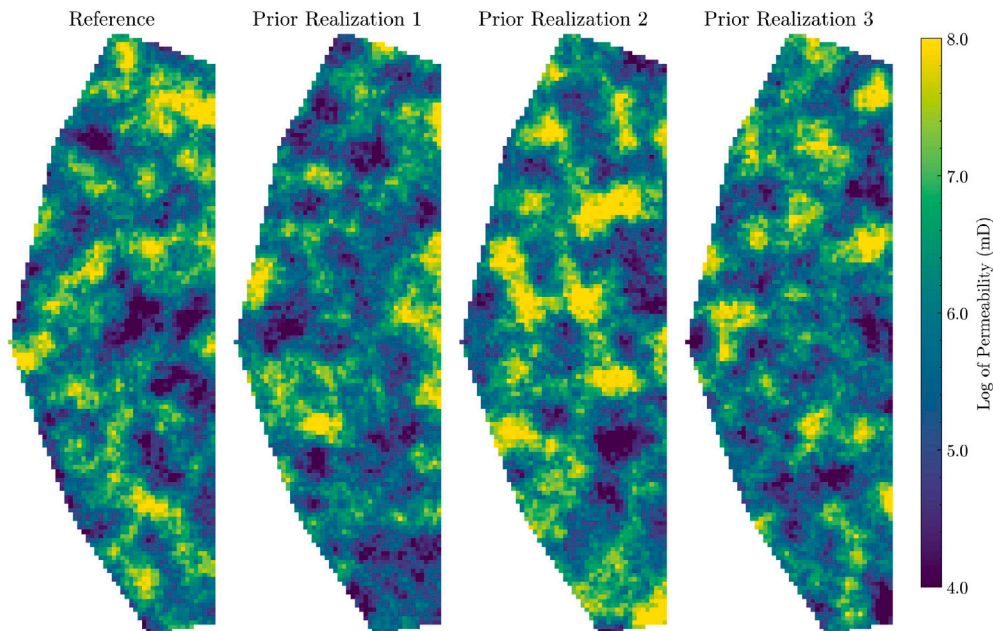 Reference
Prior Realization 1
Prior Realization 2
Prior Realization 3
8.0
7.0
6.0
5.0
4.0
Log of Permeability (mD)